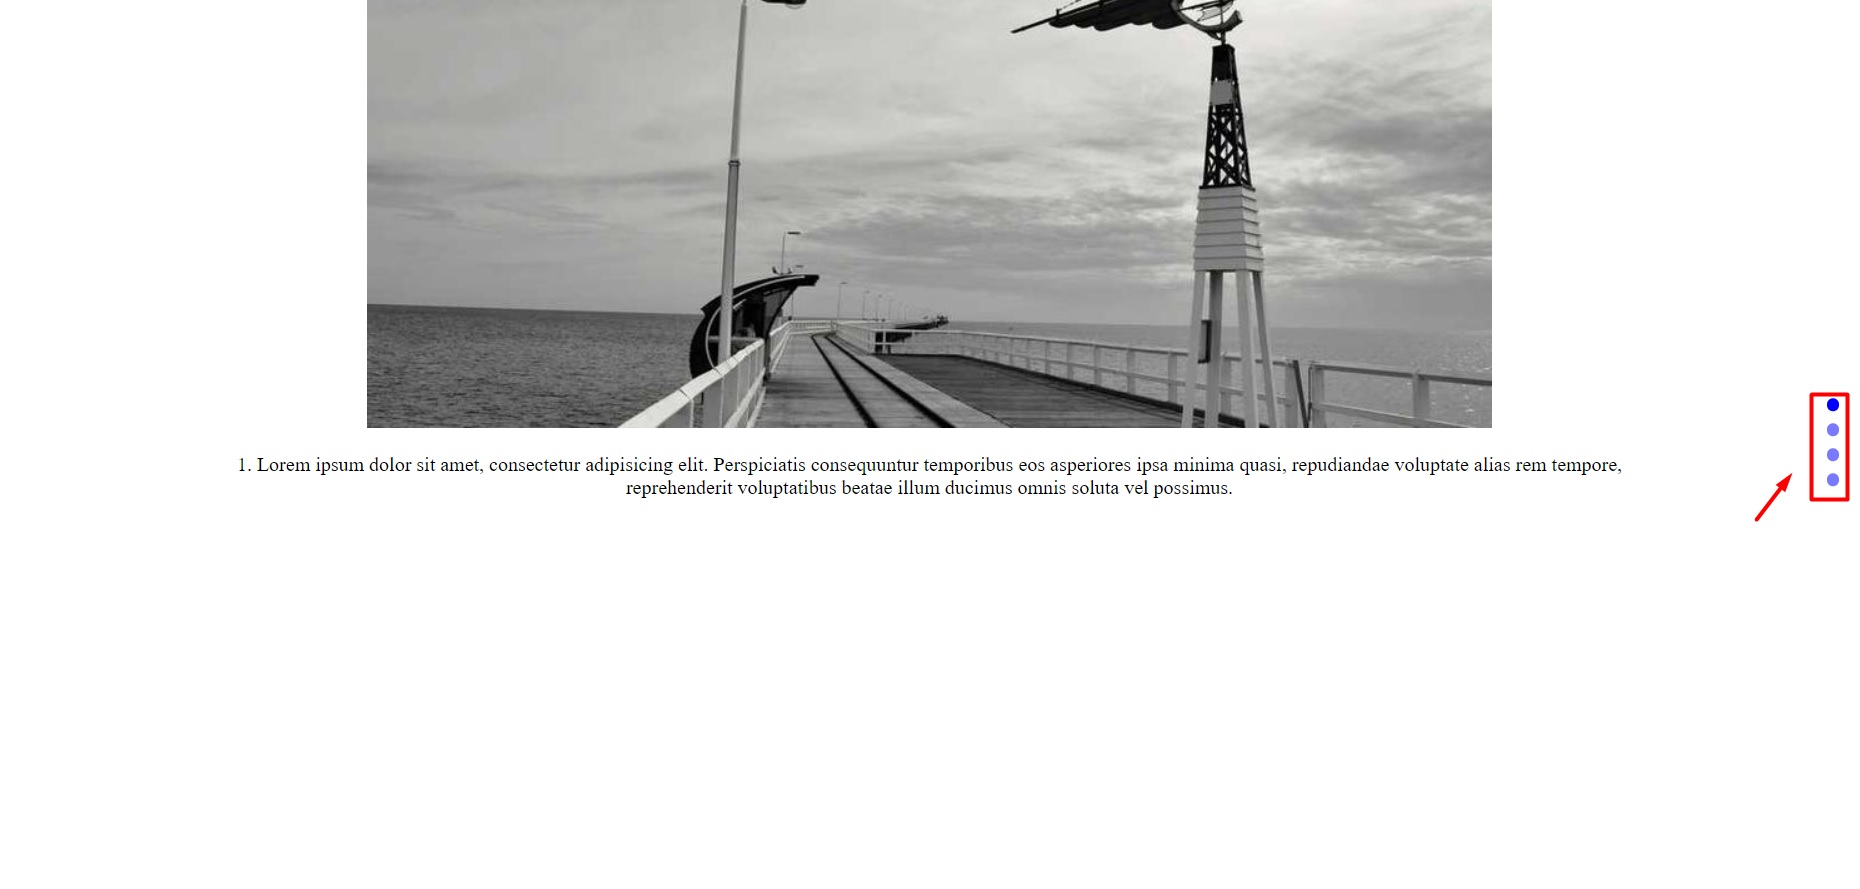 1. Lorem ipsum dolor sit amet, consectetur adipisicing elit. Perspiciatis consequuntur temporibus eos asperiores ipsa minima quasi, repudiandae voluptate alias rem tempore,
reprehenderit voluptatibus beatae illum ducimus omnis soluta vel possimus.